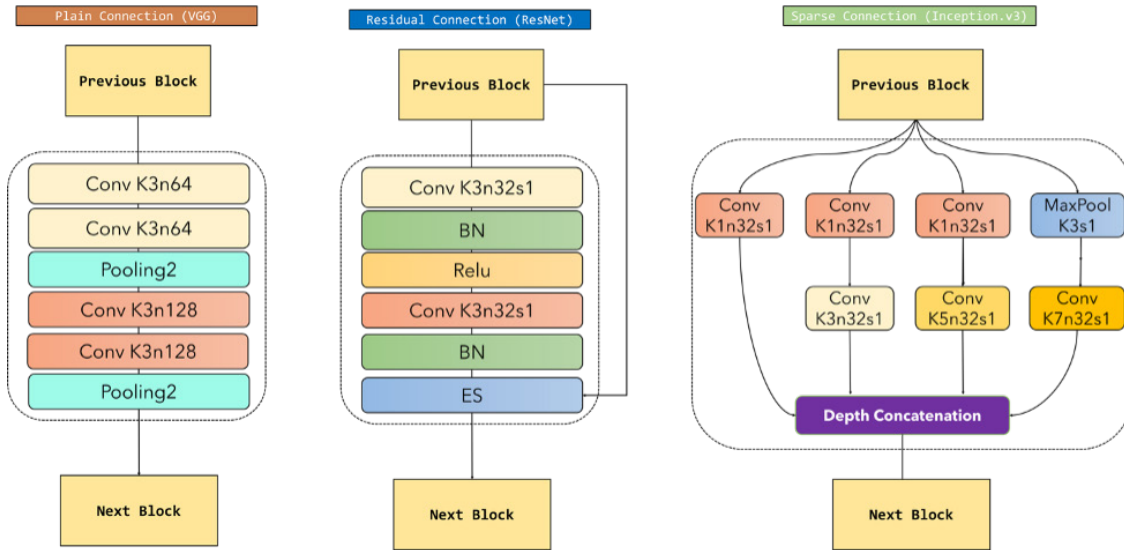 Plain Connection (VGG)
Previous Block
Conv K3n64
Conv K3n64
Pooling2
Conv K3n128
Conv K3n128
Pooling2
Next Block
Residual Connection (ResNet)
Previous Block
Conv K3n32s1
BN
Relu
Conv K3n32s1
BN
ES
Next Block
Sparse Connection (Inception.v3)
Previous Block
Conv
K1n32s1
Conv
K1n32s1
Conv
K1n32s1
MaxPool
K3s1
Conv
K3n32s1
Conv
K5n32s1
Conv
K7n32s1
Depth Concatenation
Next Block